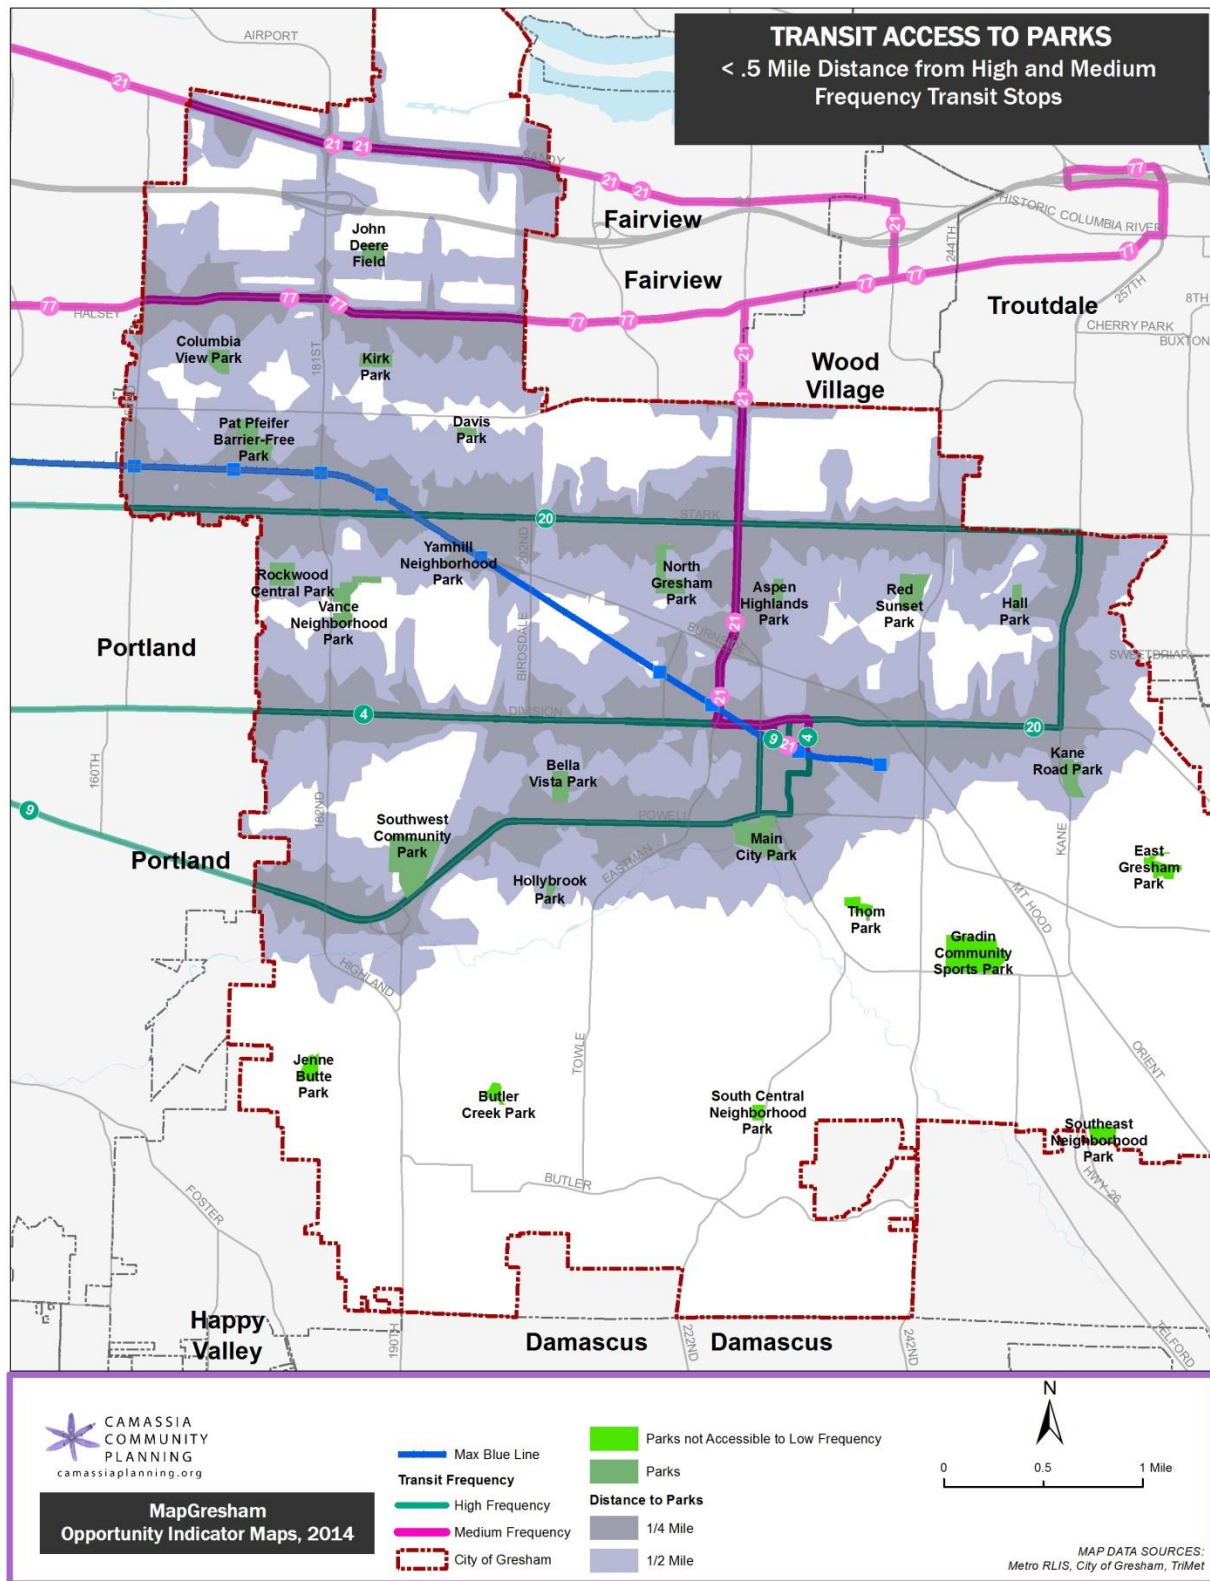 TRANSIT ACCESS TO PARKS
< .5 Mile Distance from High and Medium
Frequency Transit Stops
AIRPORT
21
21
21
SANDY
21
21
77
HISTORIC COLUMBIA RIVER
Fairview
John
Deere
Field
21
244TH
77
Fairview
77
77
257TH
Troutdale
77
HALSEY
77
77
77
77
8TH
CHERRY PARK
BUXTON
Columbia
View Park
181ST
Kirk
Park
21
Wood
Village
21
Pat Pfeifer
Barrier-Free
Park
Davis
Park
20
STARK
Yamhill
Neighborhood
Park
202ND
Rockwood
Central Park
Vance
Neighborhood
Park
North
Gresham
Park
Aspen
Highlands
Park
Red
Sunset
Park
Hall
Park
21
BURNSIDE
Portland
BIRDSDALE
SWEETBRIAR
21
4
DIVISION
20
9
21
4
160TH
Bella
Vista Park
Kane
Road Park
9
182ND
Southwest
Community
Park
POWELL
Main
City Park
KANE
Portland
EASTMAN
Hollybrook
Park
East
Gresham
Park
MT HOOD
Thom
Park
Gradin
Community
Sports Park
HIGHLAND
TOWLE
ORIENT
Jenne
Butte
Park
Butler
Creek Park
South Central
Neighborhood
Park
Southeast
Neighborhood
Park
BUTLER
HWY 26
FOSTER
Happy
Valley
190TH
Damascus
222ND
Damascus
242ND
TELFORD
CAMASSIA
COMMUNITY
PLANNING
camassiaplanning.org
MapGresham
Opportunity Indicator Maps, 2014
Max Blue Line
Transit Frequency
High Frequency
Medium Frequency
City of Gresham
Parks not Accessible to Low Frequency
Parks
Distance to Parks
1/4 Mile
1/2 Mile
N
0 0.5 1 Mile
MAP DATA SOURCES:
Metro RLIS, City of Gresham, TriMet